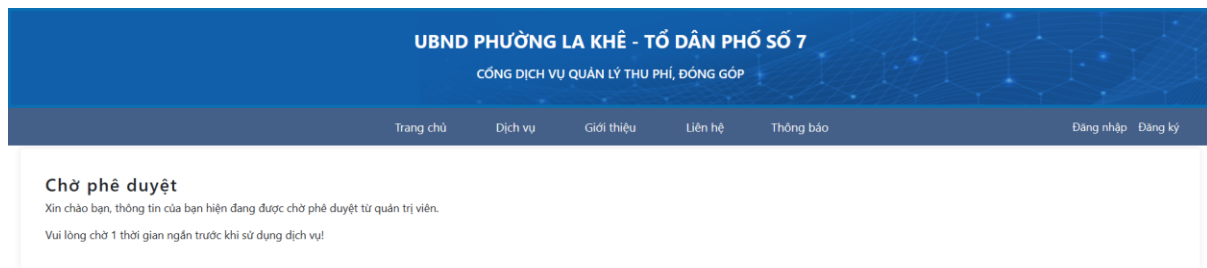 UBND PHƯỜNG LA KHÊ - TỔ DÂN PHỐ SỐ 7
CỔNG DỊCH VỤ QUẢN LÝ THU PHÍ, ĐÓNG GÓP
Trang chủ Dịch vụ Giới thiệu Liên hệ Thông báo Đăng nhập Đăng ký
Chờ phê duyệt
Xin chào bạn, thông tin của bạn hiện đang được chờ phê duyệt từ quản trị viên.
Vui lòng chờ 1 thời gian ngắn trước khi sử dụng dịch vụ!